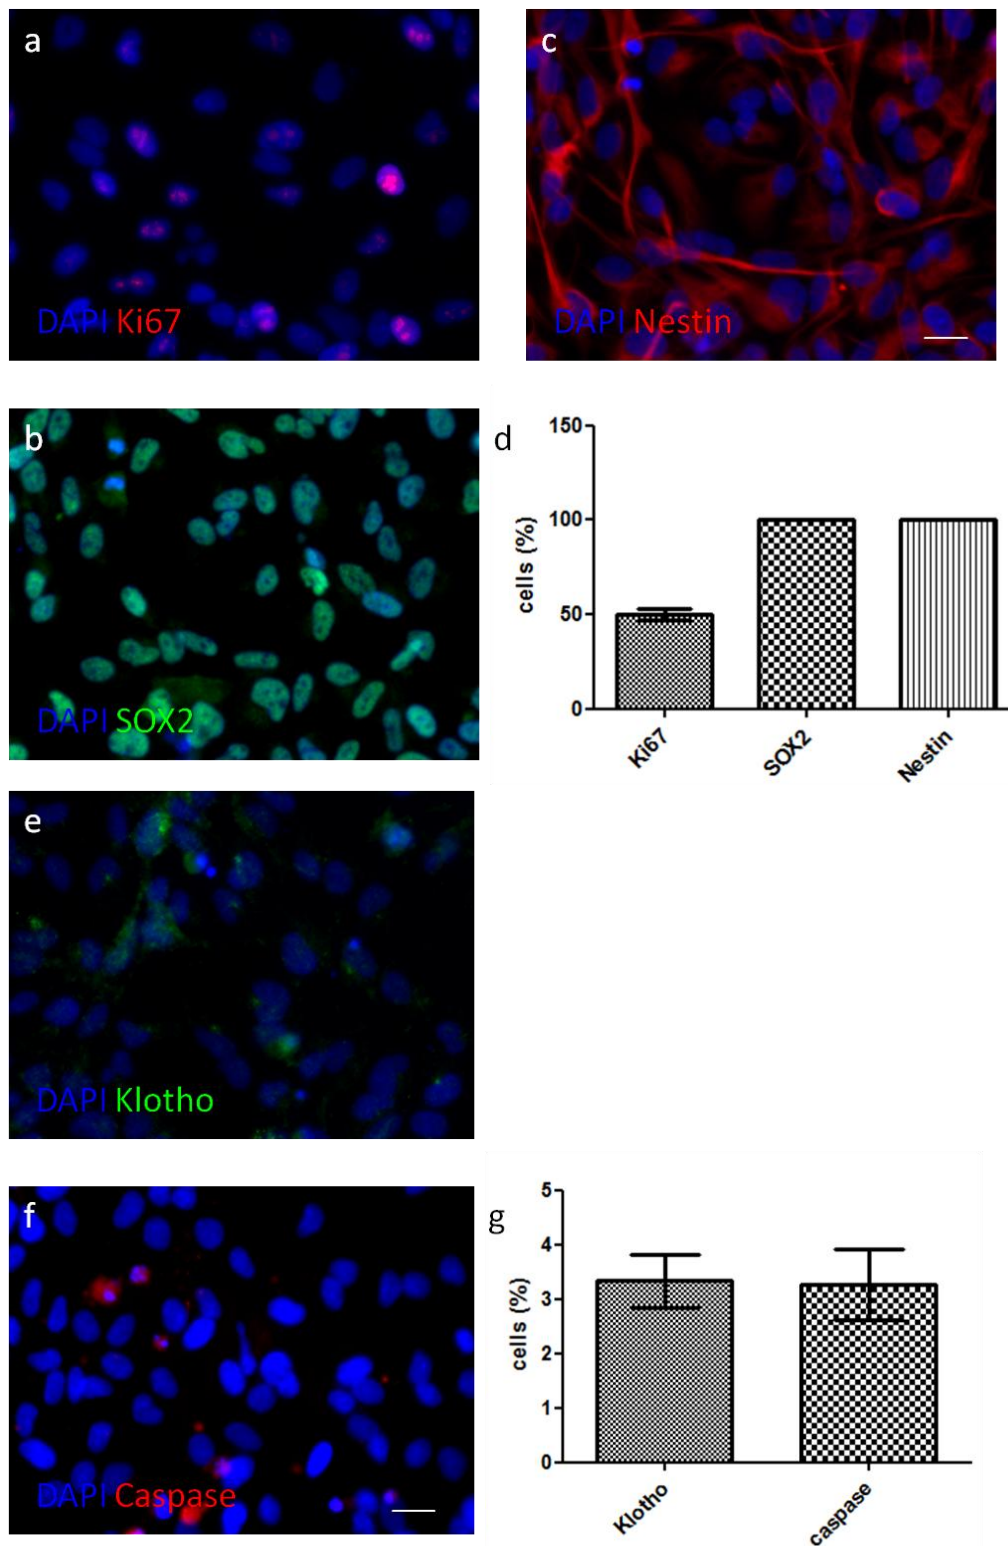 a
DAPI Ki67
c
DAPI Nestin
b
DAPI SOX2
d
150
100
50
0
cells (%)
Ki67
SOX2
Nestin
e
DAPI Klotho
f
DAPI Caspase
g
5
4
3
2
1
0
cells (%)
Klotho
caspase